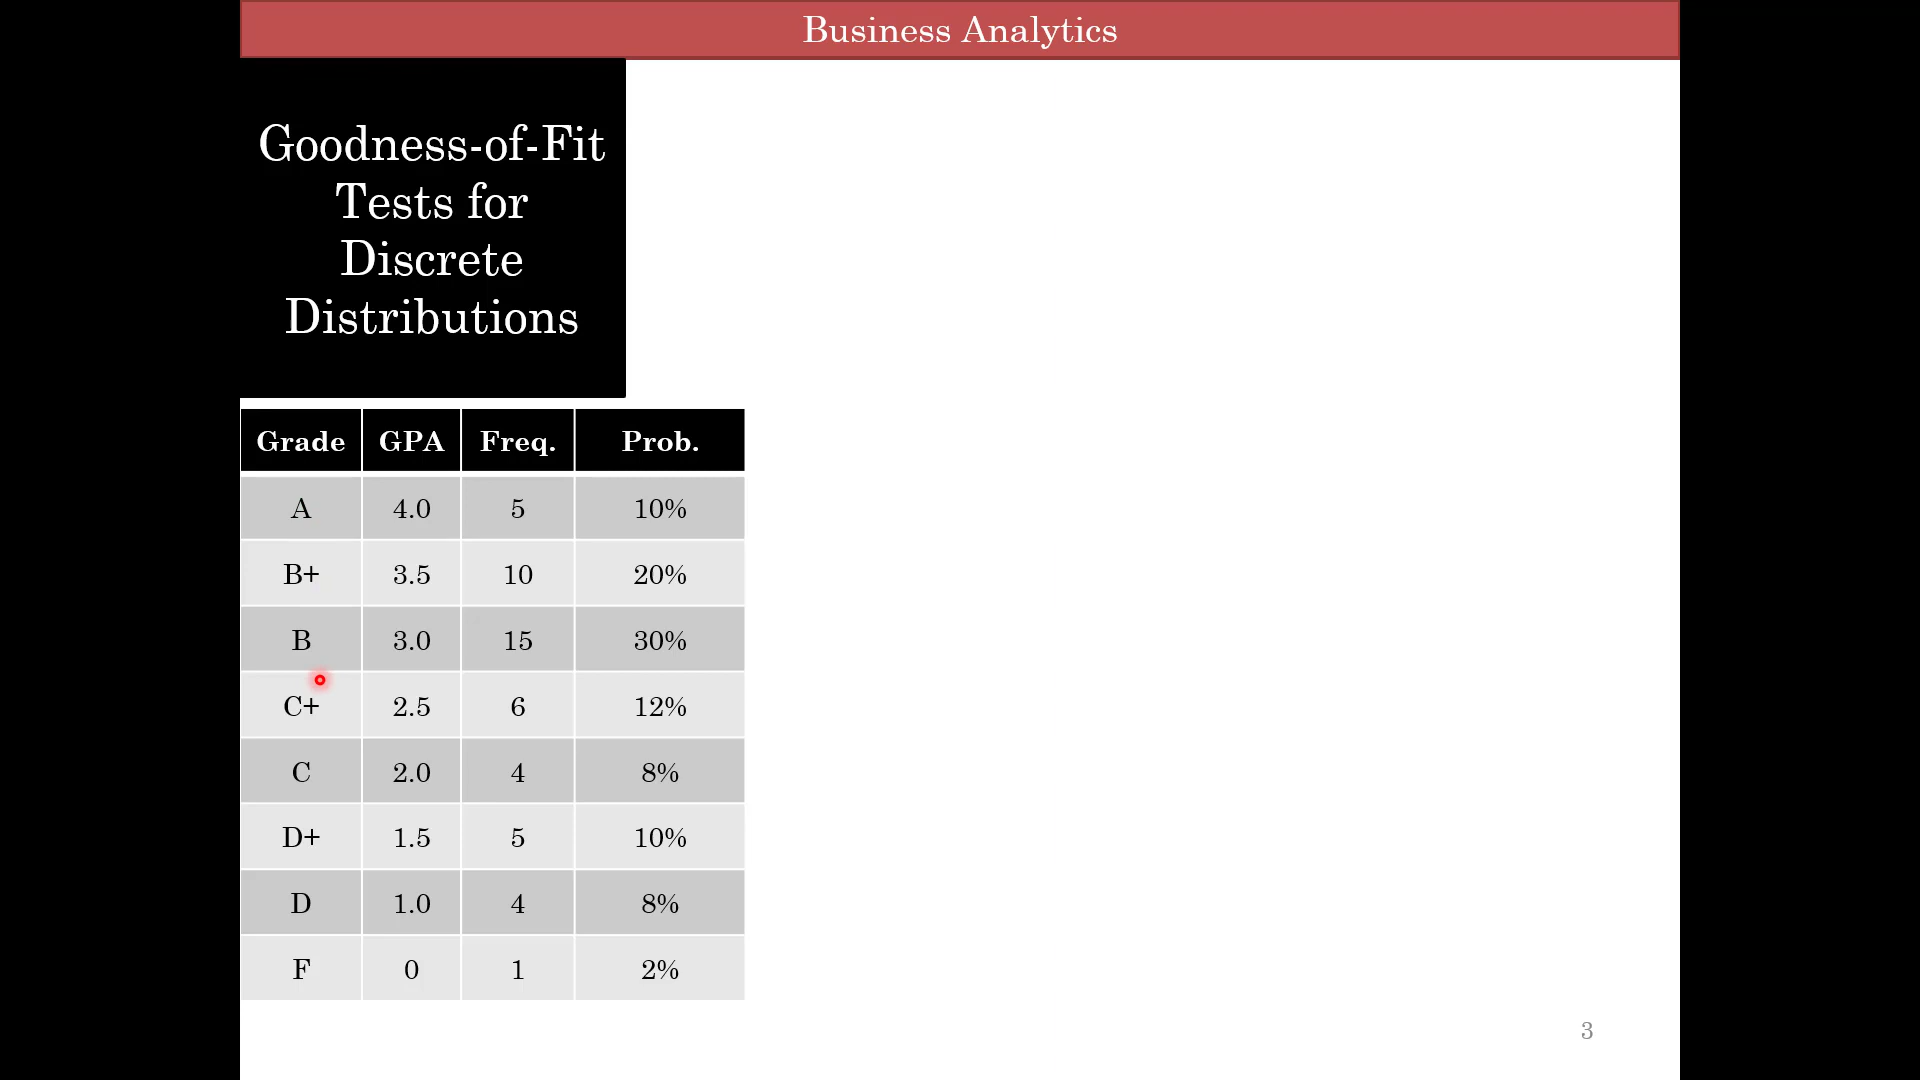 Business Analytics
Goodness-of-Fit
Tests for
Discrete
Distributions
Grade GPA Freq. Prob.
A 4.0 5 10%
B+ 3.5 10 20%
B 3.0 15 30%
C+ 2.5 6 12%
C 2.0 4 8%
D+ 1.5 5 10%
D 1.0 4 8%
F 0 1 2%
3